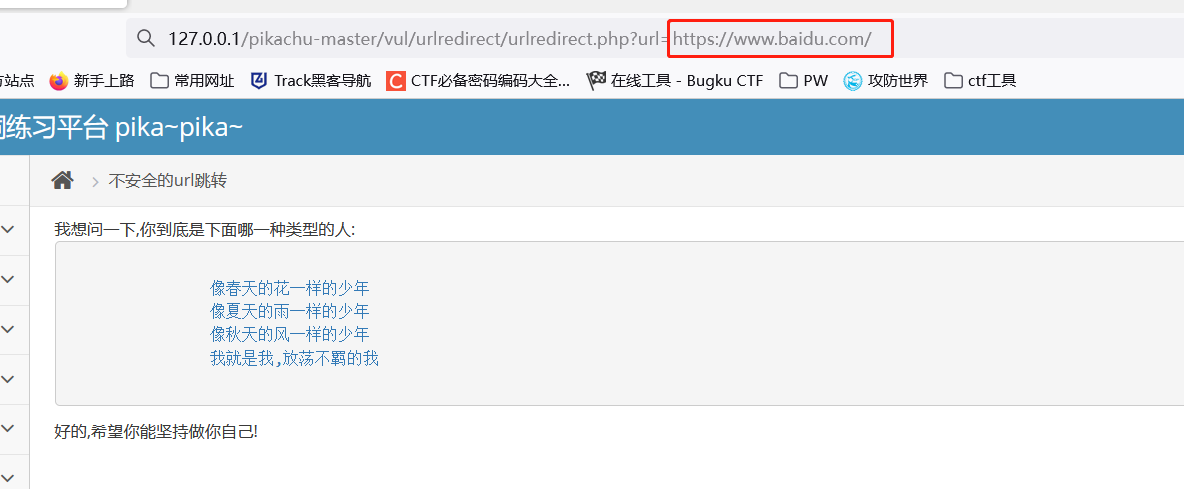 127.0.0.1/pikachu-master/vul/urlredirect/urlredirect.php?url=https://www.baidu.com/
站点 新手上路 常用网址 Track黑客导航 CTF必备密码编码大全... 在线工具 - Bugku CTF PW 攻防世界 ctf工具
练习平台 pika~pika~
不安全的url跳转
我想问一下,你到底是下面哪一种类型的人:
像春天的花一样的少年
像夏天的雨一样的少年
像秋天的风一样的少年
我就是我,放荡不羁的我
好的,希望你能坚持做你自己!